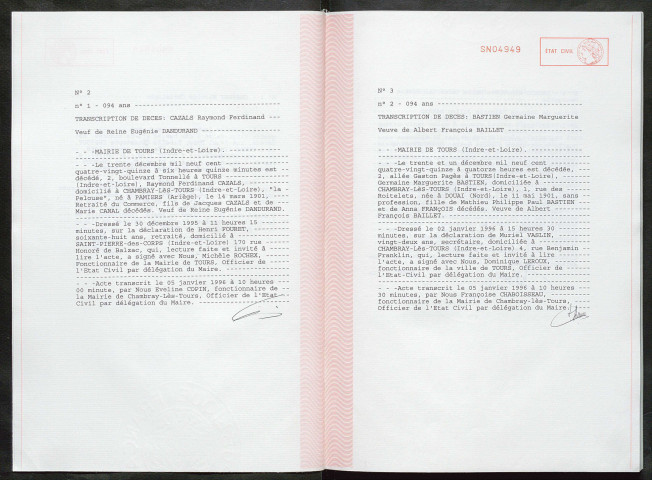 N° 2
n° 1 - 094 ans
TRANSCRIPTION DE DECES: CAZALS Raymond Ferdinand ---
Veuf de Reine Eugénie DANDURAND
- - -MAIRIE DE TOURS (Indre-et-Loire).
- - -Le trente décembre mil neuf cent
quatre-vingt-quinze à six heures quinze minutes est
décédé, 2, boulevard Tonnellé à TOURS
(Indre-et-Loire), Raymond Ferdinand CAZALS,
domicilié à CHAMBRAY-LÈS-TOURS (Indre-et-Loire), "la
Pelouse", né à PAMIERS (Ariège), le 16 mars 1901,
Retraité du Commerce, fils de Jacques CAZALS et de
Marie CANAL décédée. Veuf de Reine Eugénie DANDURAND.
- - -Dressé le 30 décembre 1995 à 11 heures 15
minutes, sur la déclaration de Henri
soixante-huit ans, retraité, domicilié à
SAINT-PIERRE-des-CORPS (Indre-et-Loire) 170 rue
Honoré de Balzac, qui, lecture faite et invité à
lire l'acte, a signé avec Nous, Michèle ROCHEX,
Fonctionnaire de la Mairie de TOURS, Officier de
l'Etat Civil par délégation du Maire.
- - -Acte transcrit le 05 janvier 1996 à 10 heures
00 minute, par Nous Eveline COPIN, fonctionnaire de
la Mairie de Chambray-Lès-Tours, Officier de l'Etat
Civil par délégation du Maire.
SN04949
ETAT CIVIL
N° 3
n° 2 - 094 ans
TRANSCRIPTION DE DECES: BASTIEN Germaine Marguerite
Veuve de Albert François BAILLET
- - -MAIRIE DE TOURS (Indre-et-Loire).
- - -Le trente et un décembre mil neuf cent
quatre-vingt-quinze à quatorze heures est décédée,
2, allée Gaston Pagès à TOURS(Indre-et-Loire),
Germaine Marguerite BASTIEN, domiciliée à
CHAMBRAY-LÈS-TOURS (Indre-et-Loire), 1, rue des
Roitelets, née à DOUAI (Nord), le 11 mai 1901, sans
profession, fille de Mathieu Philippe Paul BASTIEN
et de Anna FRANÇOIS décédés. Veuve de Albert
François BAILLET.
- - -Dressé le 02 janvier 1996 à 15 heures 30
minutes, sur la déclaration de Muriel
vingt-deux ans, secrétaire, domiciliée à
CHAMBRAY-LÈS-TOURS (Indre-et-Loire) 4, rue Benjamin
Franklin, qui, lecture faite et invité à lire
l'acte, a signé avec Nous, Dominique LEROUX,
fonctionnaire de la ville de TOURS, Officier de
l'Etat-Civil par délégation du Maire.
- - -Acte transcrit le 05 janvier 1996 à 10 heures
30 minutes, par Nous Françoise CHABOISSEAU,
fonctionnaire de la Mairie de Chambray-lès-Tours,
Officier de l'Etat Civil par délégation du Maire.